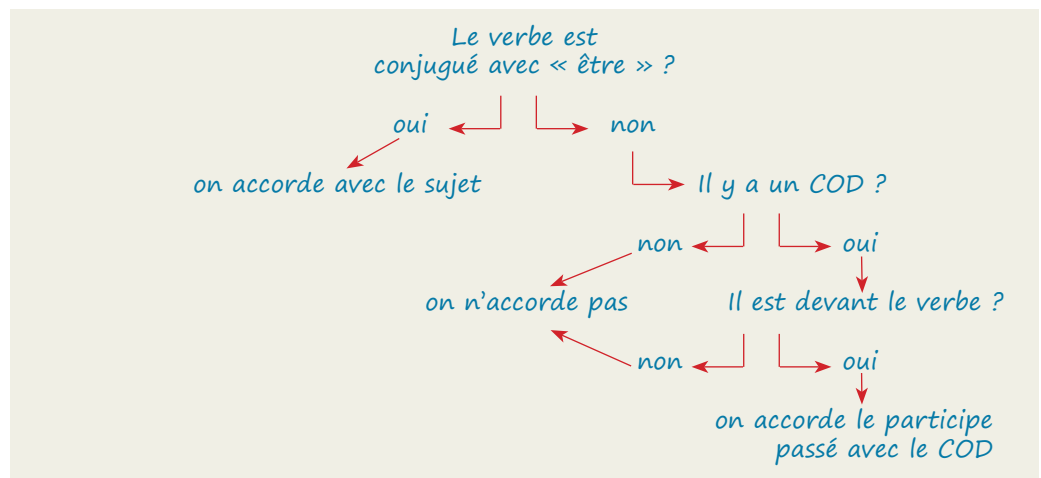 Le verbe est
conjugué avec « être » ?
oui
non
on accorde avec le sujet
Il y a un COD ?
non
oui
on n’accorde pas
Il est devant le verbe ?
non
oui
on accorde le participe
passé avec le COD